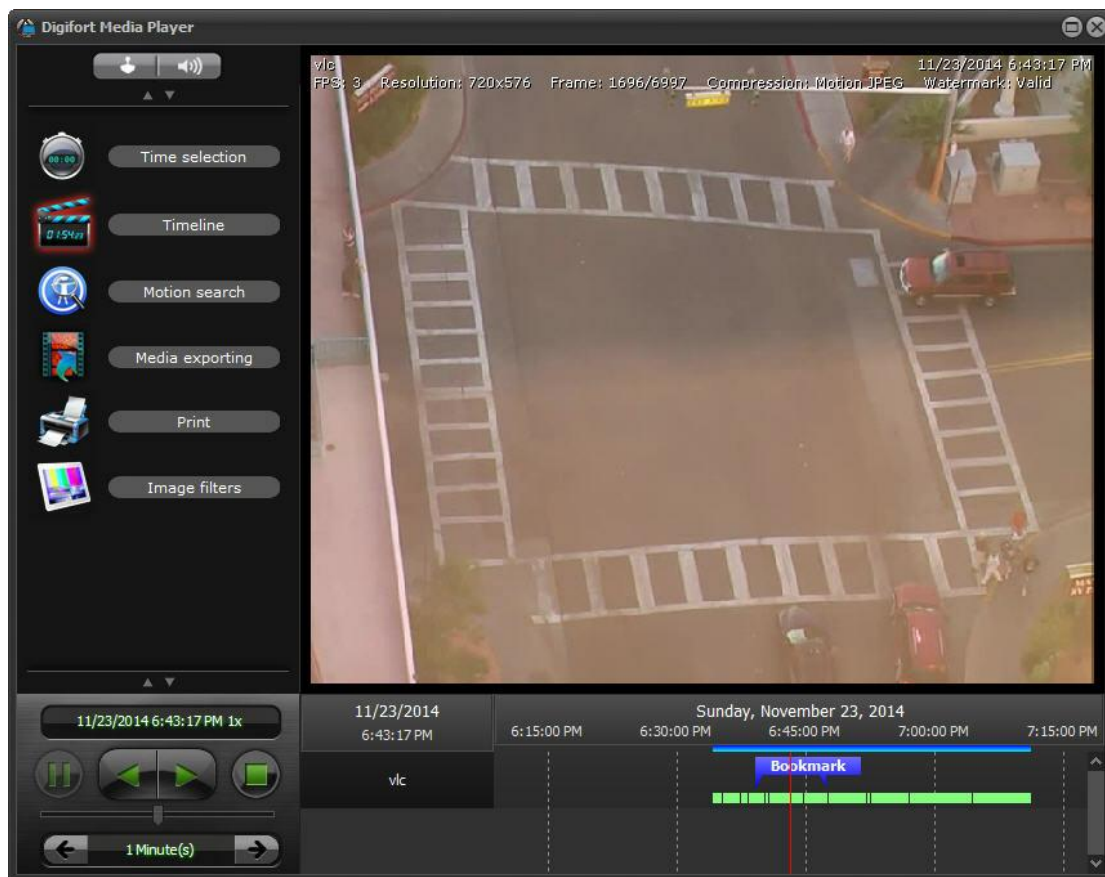 Digifort Media Player
vlc
11/23/2014 6:43:17 PM
FPS: 3 Resolution: 720x576 Frame: 1696/6997 Compression: Motion JPEG Watermark: Valid
00:00
Time selection
Timeline
Motion search
Media exporting
Print
Image filters
11/23/2014 6:43:17 PM 1x
1 Minute(s)
11/23/2014
6:43:17 PM
Sunday, November 23, 2014
6:15:00 PM 6:30:00 PM 6:45:00 PM 7:00:00 PM 7:15:00 PM
vlc
Bookmark